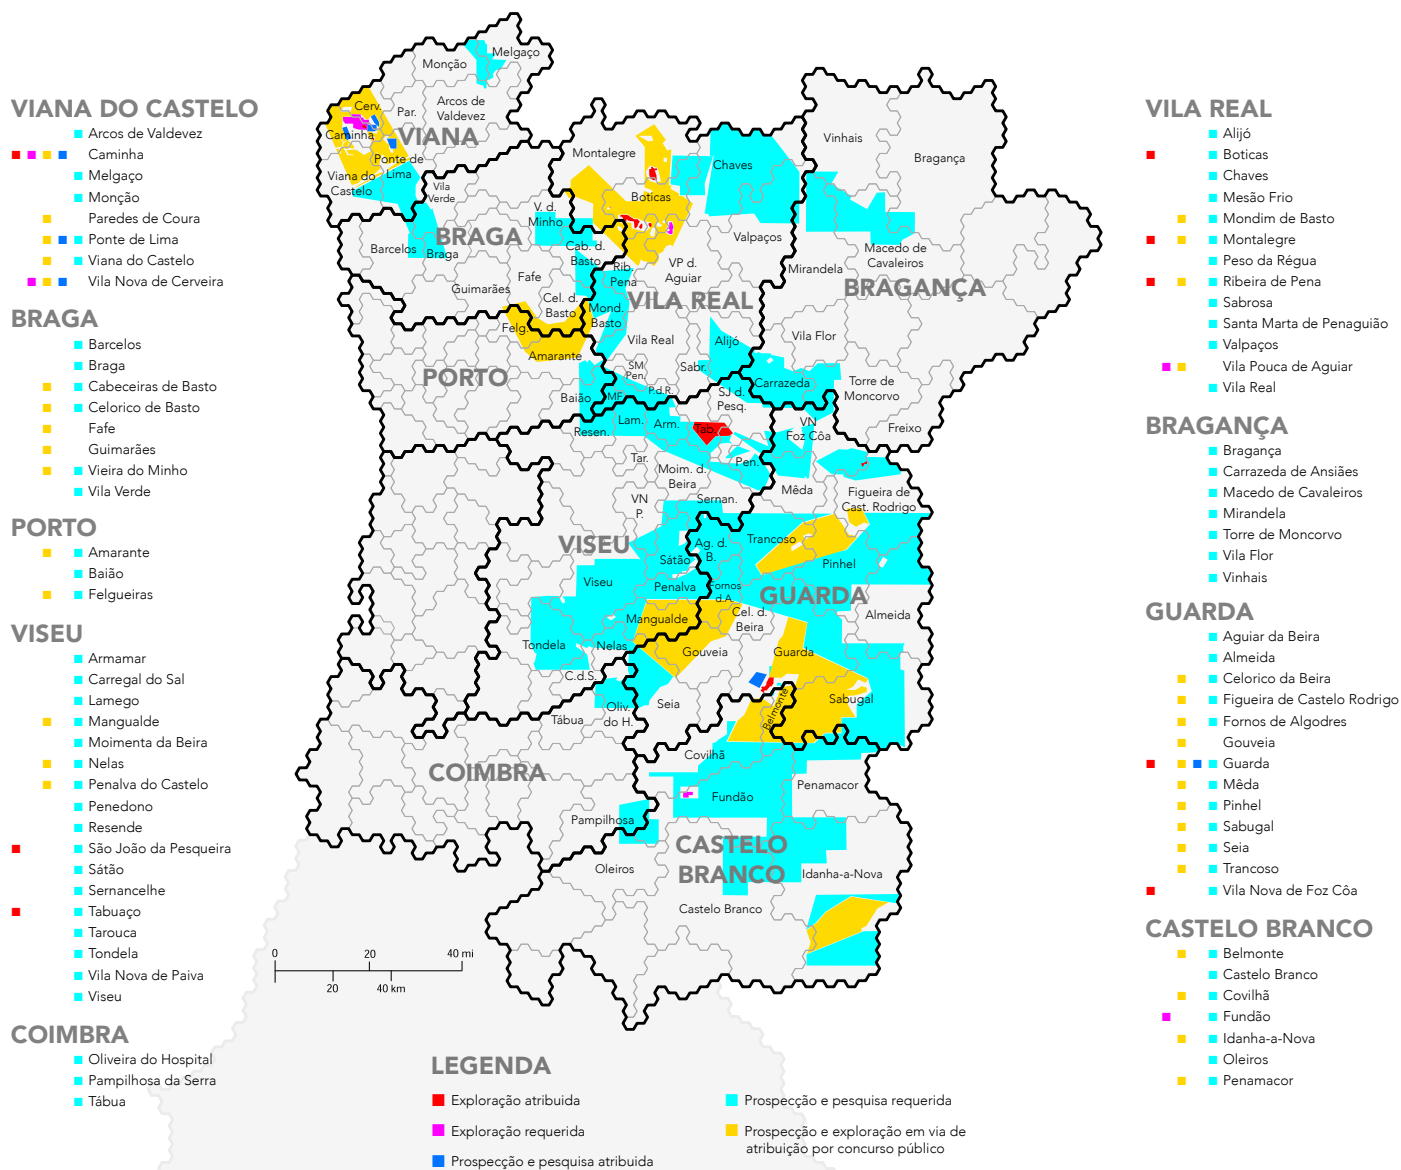 VIANA DO CASTELO
Arcos de Valdevez
Caminha
Melgaço
Monção
Paredes de Coura
Ponte de Lima
Viana do Castelo
Vila Nova de Cerveira
BRAGA
Barcelos
Braga
Cabeceiras de Basto
Celorico de Basto
Fafe
Guimarães
Vieira do Minho
Vila Verde
PORTO
Amarante
Baião
Felgueiras
VISEU
Armamar
Carregal do Sal
Lamego
Mangualde
Moimenta da Beira
Nelas
Penalva do Castelo
Penedono
Resende
São João da Pesqueira
Sátão
Sernancelhe
Tabuaço
Tarouca
Tondela
Vila Nova de Paiva
Viseu
COIMBRA
Oliveira do Hospital
Pampilhosa da Serra
Tábua
Melgaço
Monção
Cerv.
Par.
Arcos de
Valdevez
Caminha
VIANA
Ponte de
Lima
Viana do
Castelo
Vila
Verde
V. d.
Minho
BRAGA
Barcelos
Braga
Cab. d.
Basto
Fafe
Guimarães
Cel. d.
Basto
Felg.
Amarante
PORTO
Baião
Montalegre
Chaves
Boticas
Valpaços
VP d.
Aguiar
Rib.
Pena
VILA REAL
Mond.
Basto
Vila Real
Alijó
SM
Pen.
Sabr.
P.d.R.
MF
Vinhais
Bragança
Macedo de
Cavaleiros
Mirandela
BRAGANÇA
Vila Flor
Carrazeda
Torre de
Moncorvo
Freixo
SJ d.
Pesq.
Resen.
Lam.
Arm.
Tab.
Tar.
Moim. d.
Beira
Pen.
VN
P.
Sernan.
VISEU
Sátão
Viseu
Penalva
Mangualde
Tondela
Nelas
C.d.S.
VN
Foz Côa
Mêda
Figueira de
Cast. Rodrigo
Trancoso
Ag. d.
B.
Pinhel
Fornos
d.A.
GUARDA
Cel. d.
Beira
Almeida
Gouveia
Guarda
Seia
Sabugal
Belmonte
Oliv.
do H.
Tábua
COIMBRA
Pampilhosa
Covilhã
Fundão
Penamacor
CASTELO
BRANCO
Oleiros
Idanha-a-Nova
Castelo Branco
0
20
40 mi
20
40 km
VILA REAL
Alijó
Boticas
Chaves
Mesão Frio
Mondim de Basto
Montalegre
Peso da Régua
Ribeira de Pena
Sabrosa
Santa Marta de Penaguião
Valpaços
Vila Pouca de Aguiar
Vila Real
BRAGANÇA
Bragança
Carrazeda de Ansiães
Macedo de Cavaleiros
Mirandela
Torre de Moncorvo
Vila Flor
Vinhais
GUARDA
Aguiar da Beira
Almeida
Celorico da Beira
Figueira de Castelo Rodrigo
Fornos de Algodres
Gouveia
Guarda
Mêda
Pinhel
Sabugal
Seia
Trancoso
Vila Nova de Foz Côa
CASTELO BRANCO
Belmonte
Castelo Branco
Covilhã
Fundão
Idanha-a-Nova
Oleiros
Penamacor
LEGENDA
Exploração atribuida
Exploração requerida
Prospecção e pesquisa atribuida
Prospecção e pesquisa requerida
Prospecção e exploração em via de
atribuição por concurso público